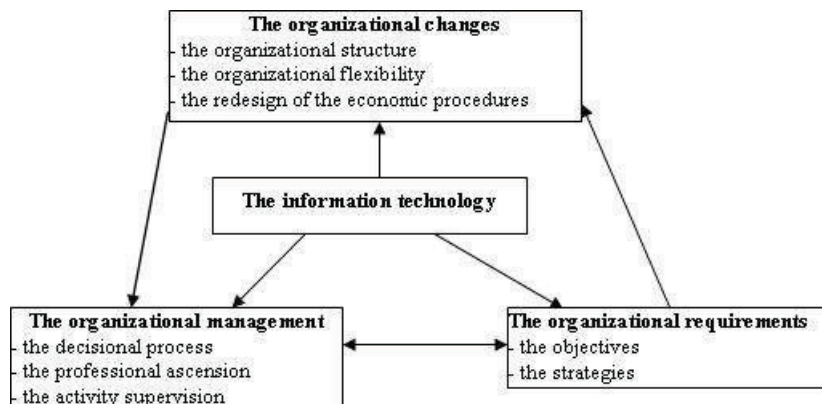 The organizational changes
- the organizational structure
- the organizational flexibility
- the redesign of the economic procedures
The information technology
The organizational management
- the decisional process
- the professional ascension
- the activity supervision
The organizational requirements
- the objectives
- the strategies